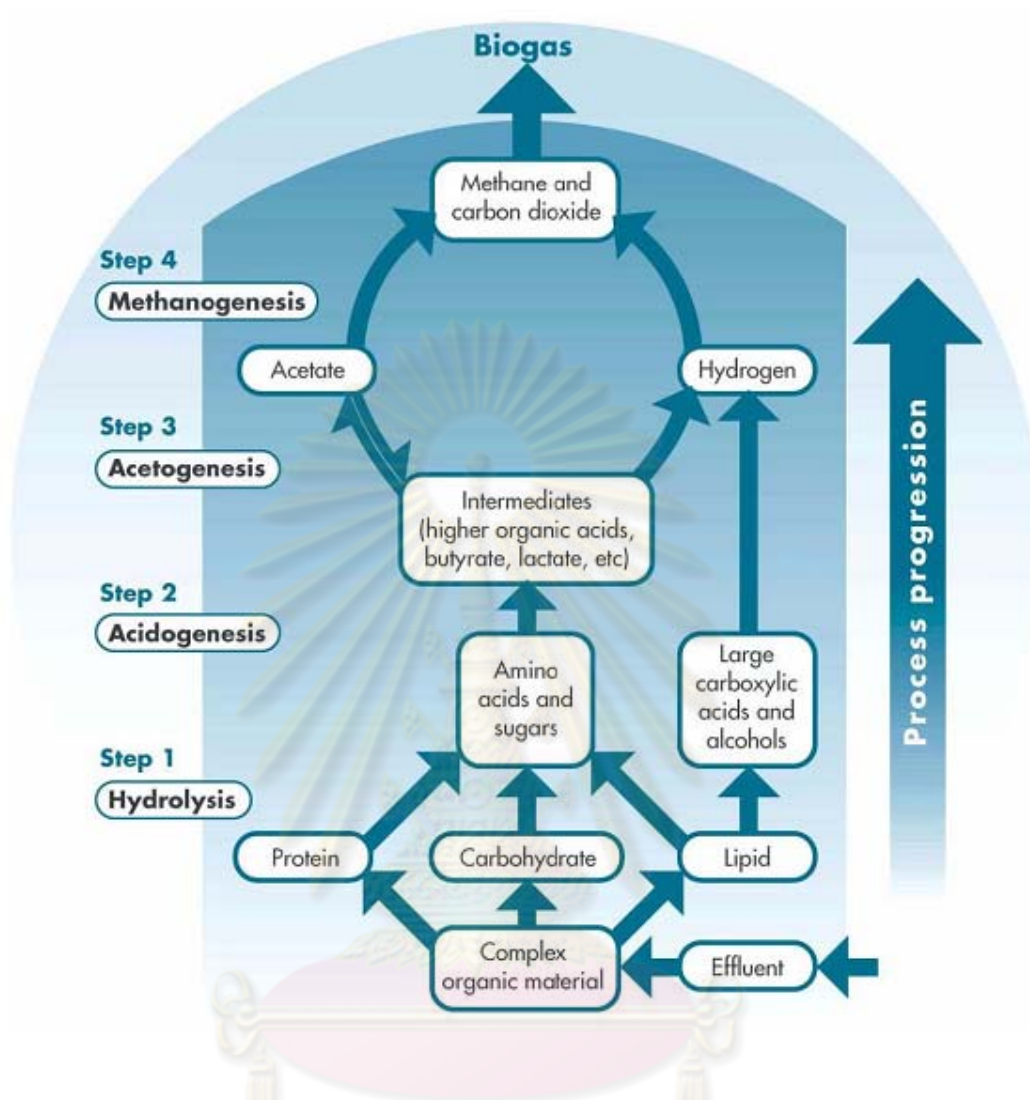 Biogas
Methane and
carbon dioxide
Step 4
Methanogenesis
Acetate
Hydrogen
Step 3
Acetogenesis
Intermediates
(higher organic acids,
butyrate, lactate, etc)
Step 2
Acidogenesis
Amino
acids and
sugars
Large
carboxylic
acids and
alcohols
Step 1
Hydrolysis
Protein
Carbohydrate
Lipid
Complex
organic material
Effluent
Process progression